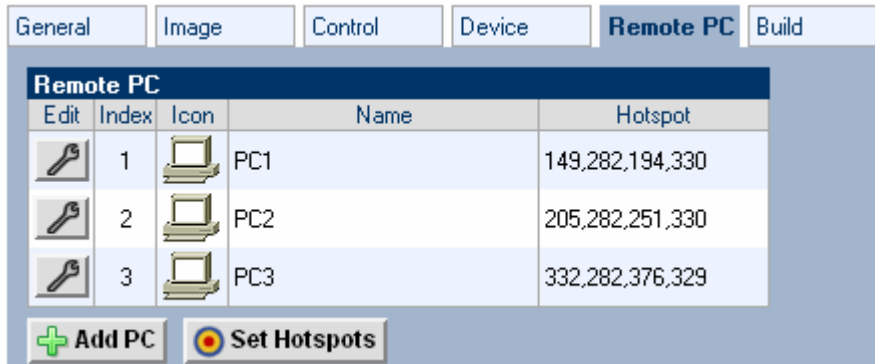 General Image Control Device Remote PC Build
Remote PC
Edit Index Icon Name Hotspot
1 PC1 149,282,194,330
2 PC2 205,282,251,330
3 PC3 332,282,376,329
Add PC Set Hotspots